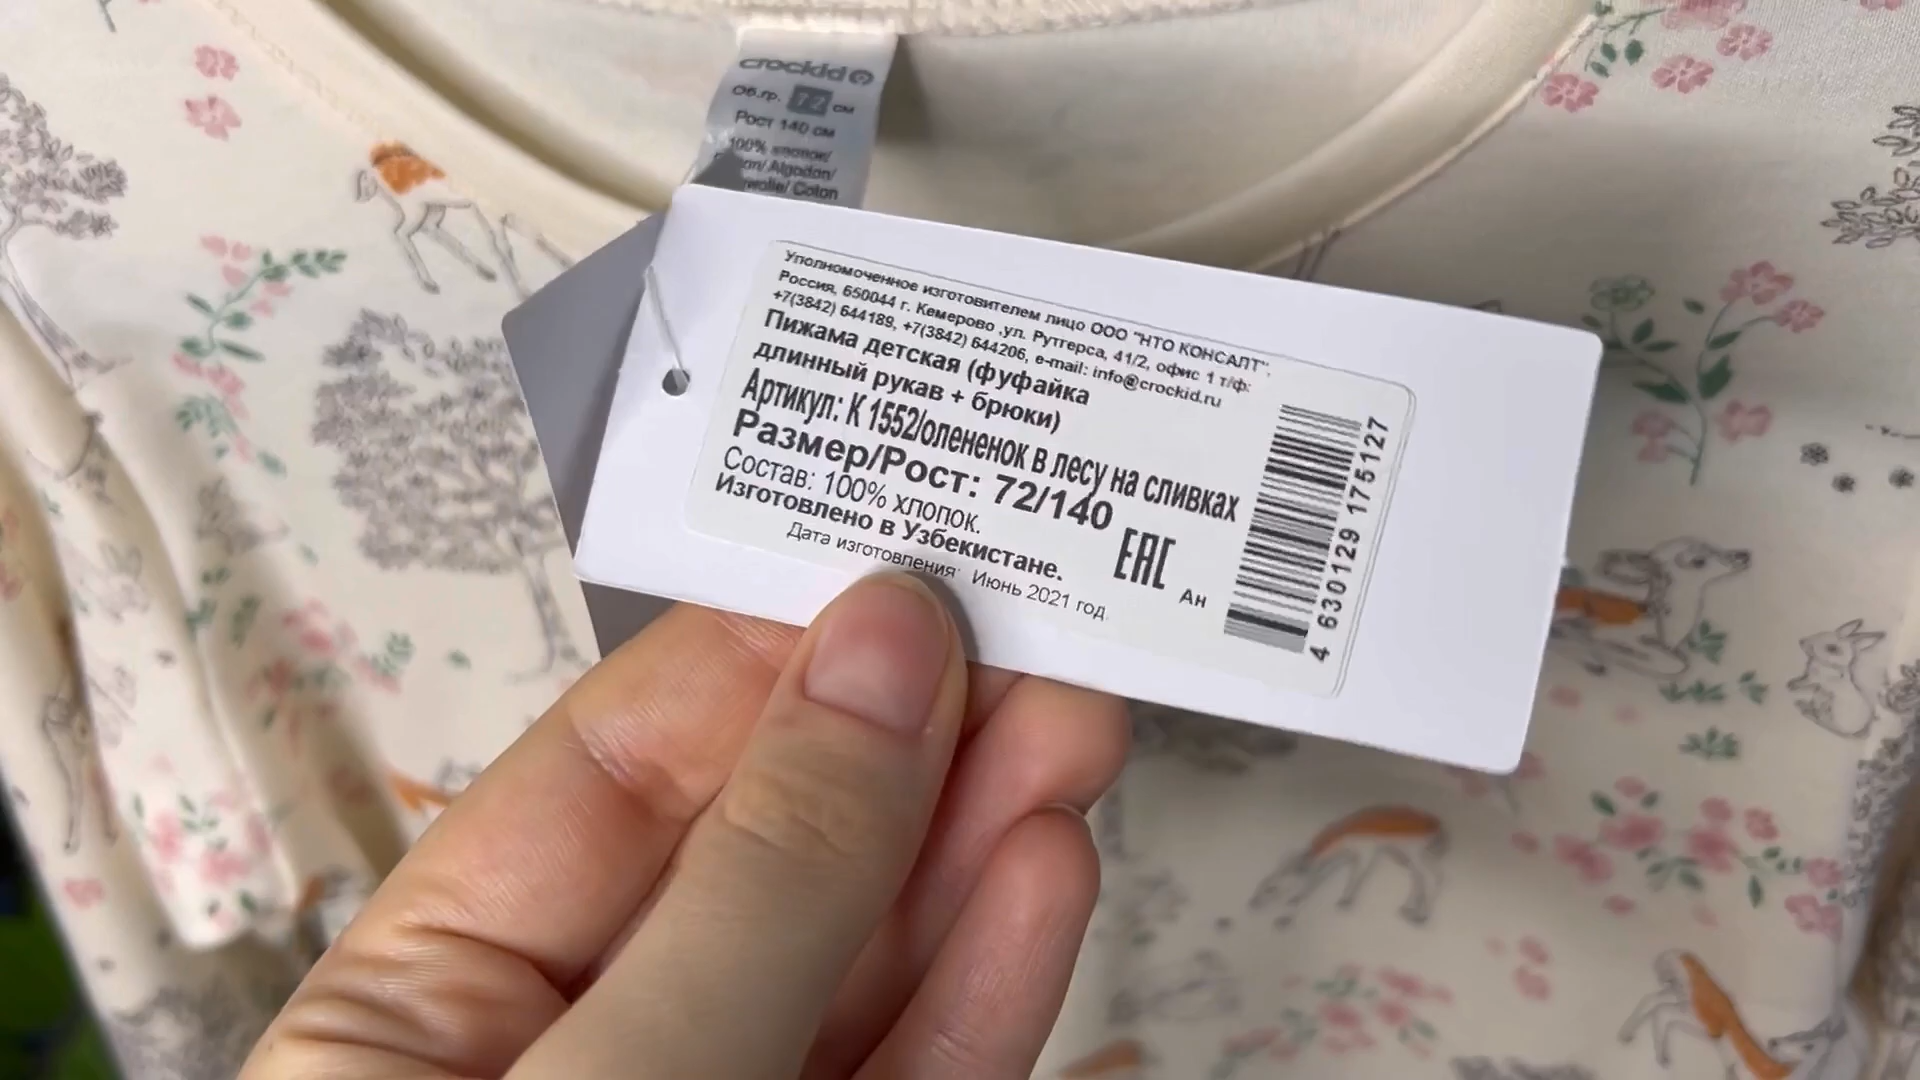 crockid
Об.гр. 72 см
Рост 140 см
100% хлопок/
Algodon/
Coton
Уполномоченное изготовителем лицо ООО "НТО КОНСАЛТ",
Россия, 650044 г. Кемерово ,ул. Рутгерса, 41/2, офис 1 т/ф:
+7(3842) 644189, +7(3842) 644206, e-mail: info@crockid.ru
Пижама детская (фуфайка
длинный рукав + брюки)
Артикул: К 1552/олененок в лесу на сливках
Размер/Рост: 72/140
Состав: 100% хлопок.
Изготовлено в Узбекистане.
Дата изготовления: Июнь 2021 год.
ЕАС
Ан
4 630129 175127